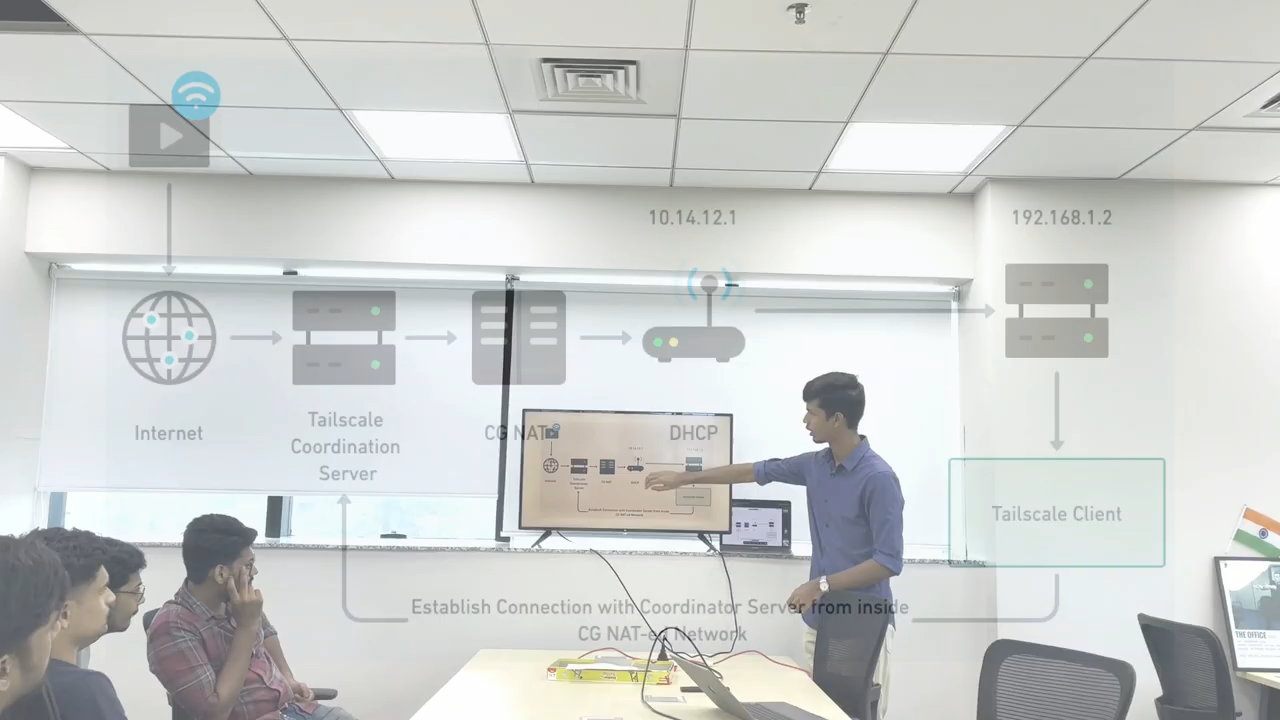 10.14.12.1
192.168.1.2
Internet
Tailscale
Coordination
Server
CG NAT
DHCP
Tailscale Client
Establish Connection with Coordinator Server from inside
CG NAT-ed Network
THE OFFICE